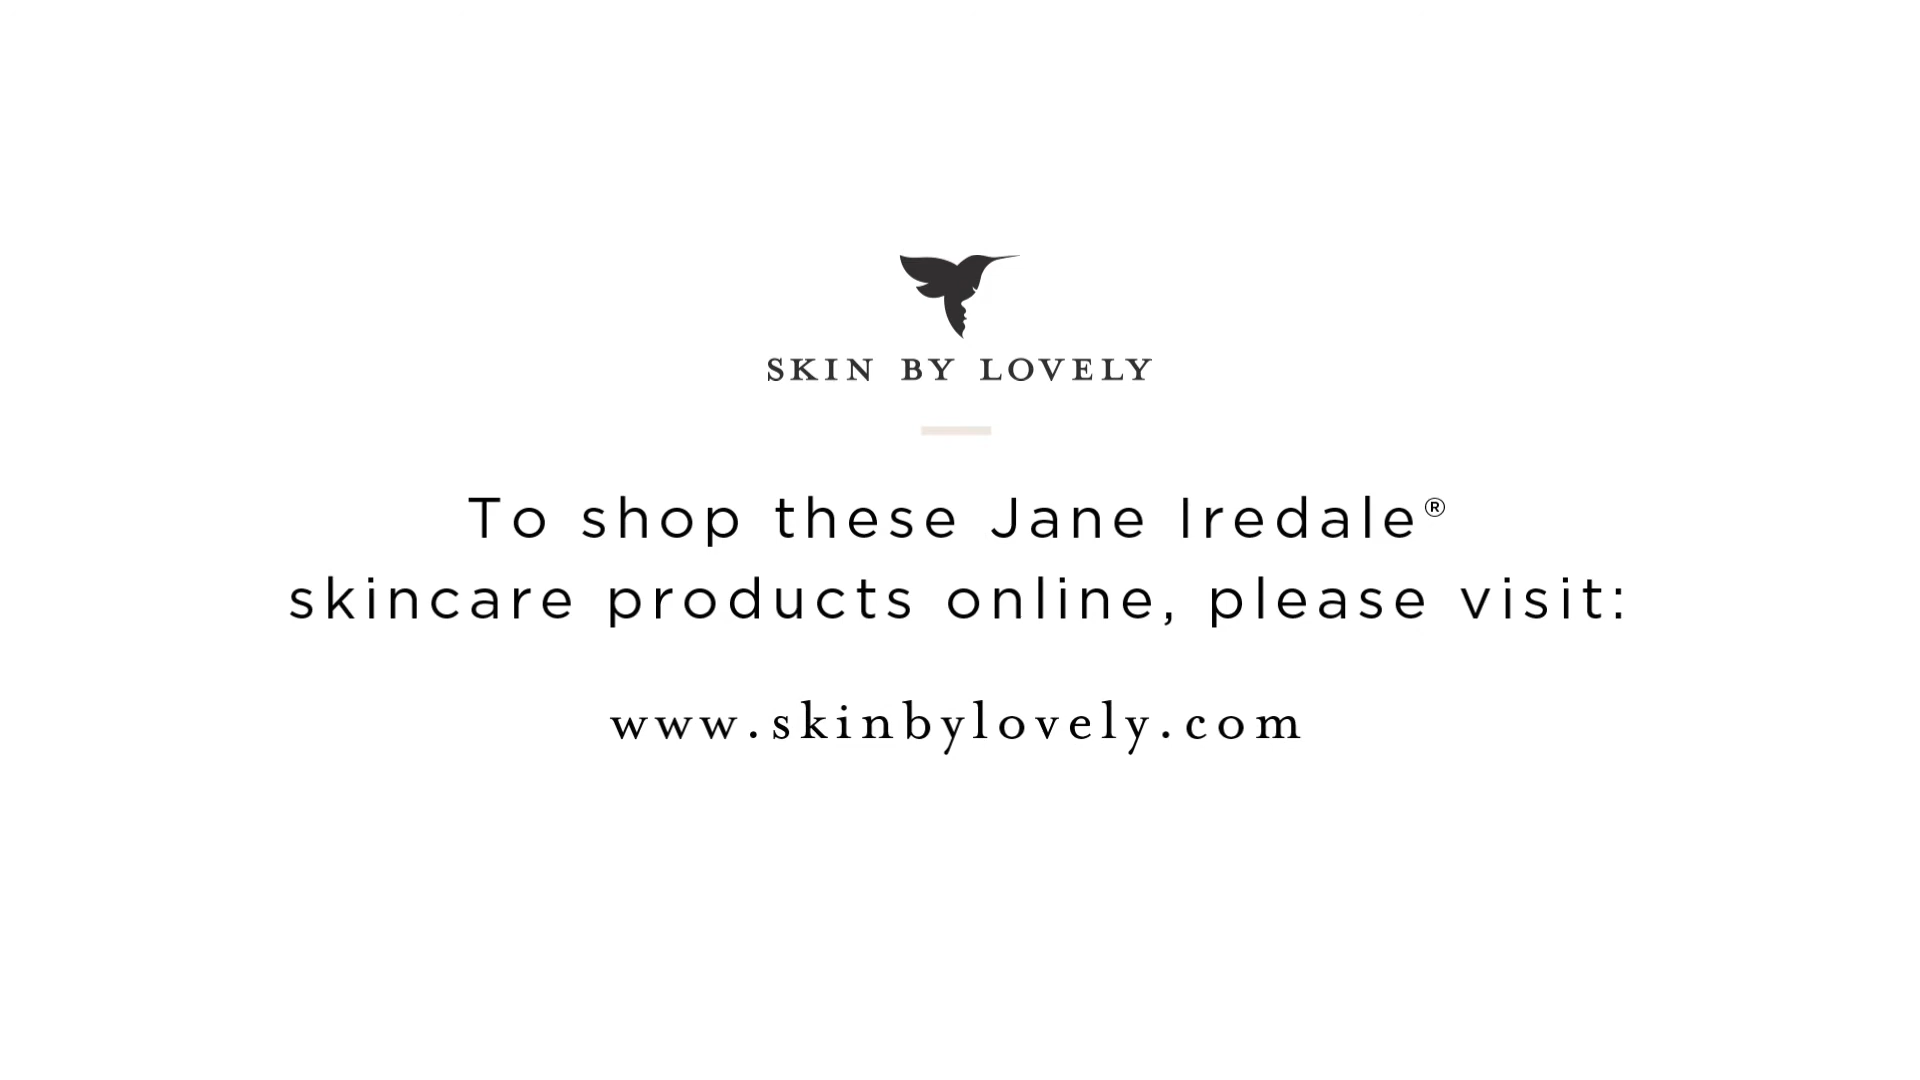 SKIN BY LOVELY
To shop these Jane Iredale®
skincare products online, please visit:
www.skinbylovely.com